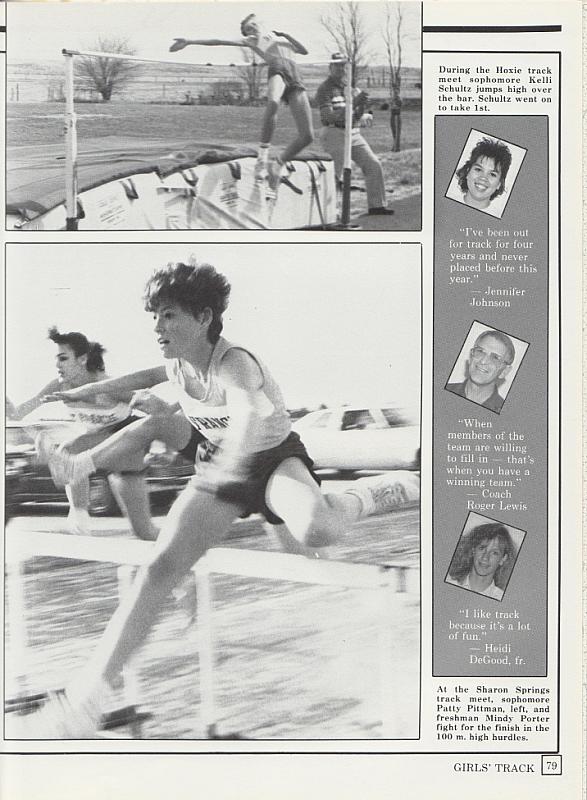 During the Hoxie track
meet sophomore Kelli
Schultz jumps high over
the bar. Schultz went on
to take 1st.
"I've been out
for track for four
years and never
placed before this
year."
— Jennifer
Johnson
"When
members of the
team are willing
to fill in — that's
when you have a
winning team."
— Coach
Roger Lewis
"I like track
because it's a lot
of fun."
— Heidi
DeGood, fr.
At the Sharon Springs
track meet, sophomore
Patty Pittman, left, and
freshman Mindy Porter
fight for the finish in the
100 m. high hurdles.
GIRLS' TRACK 79